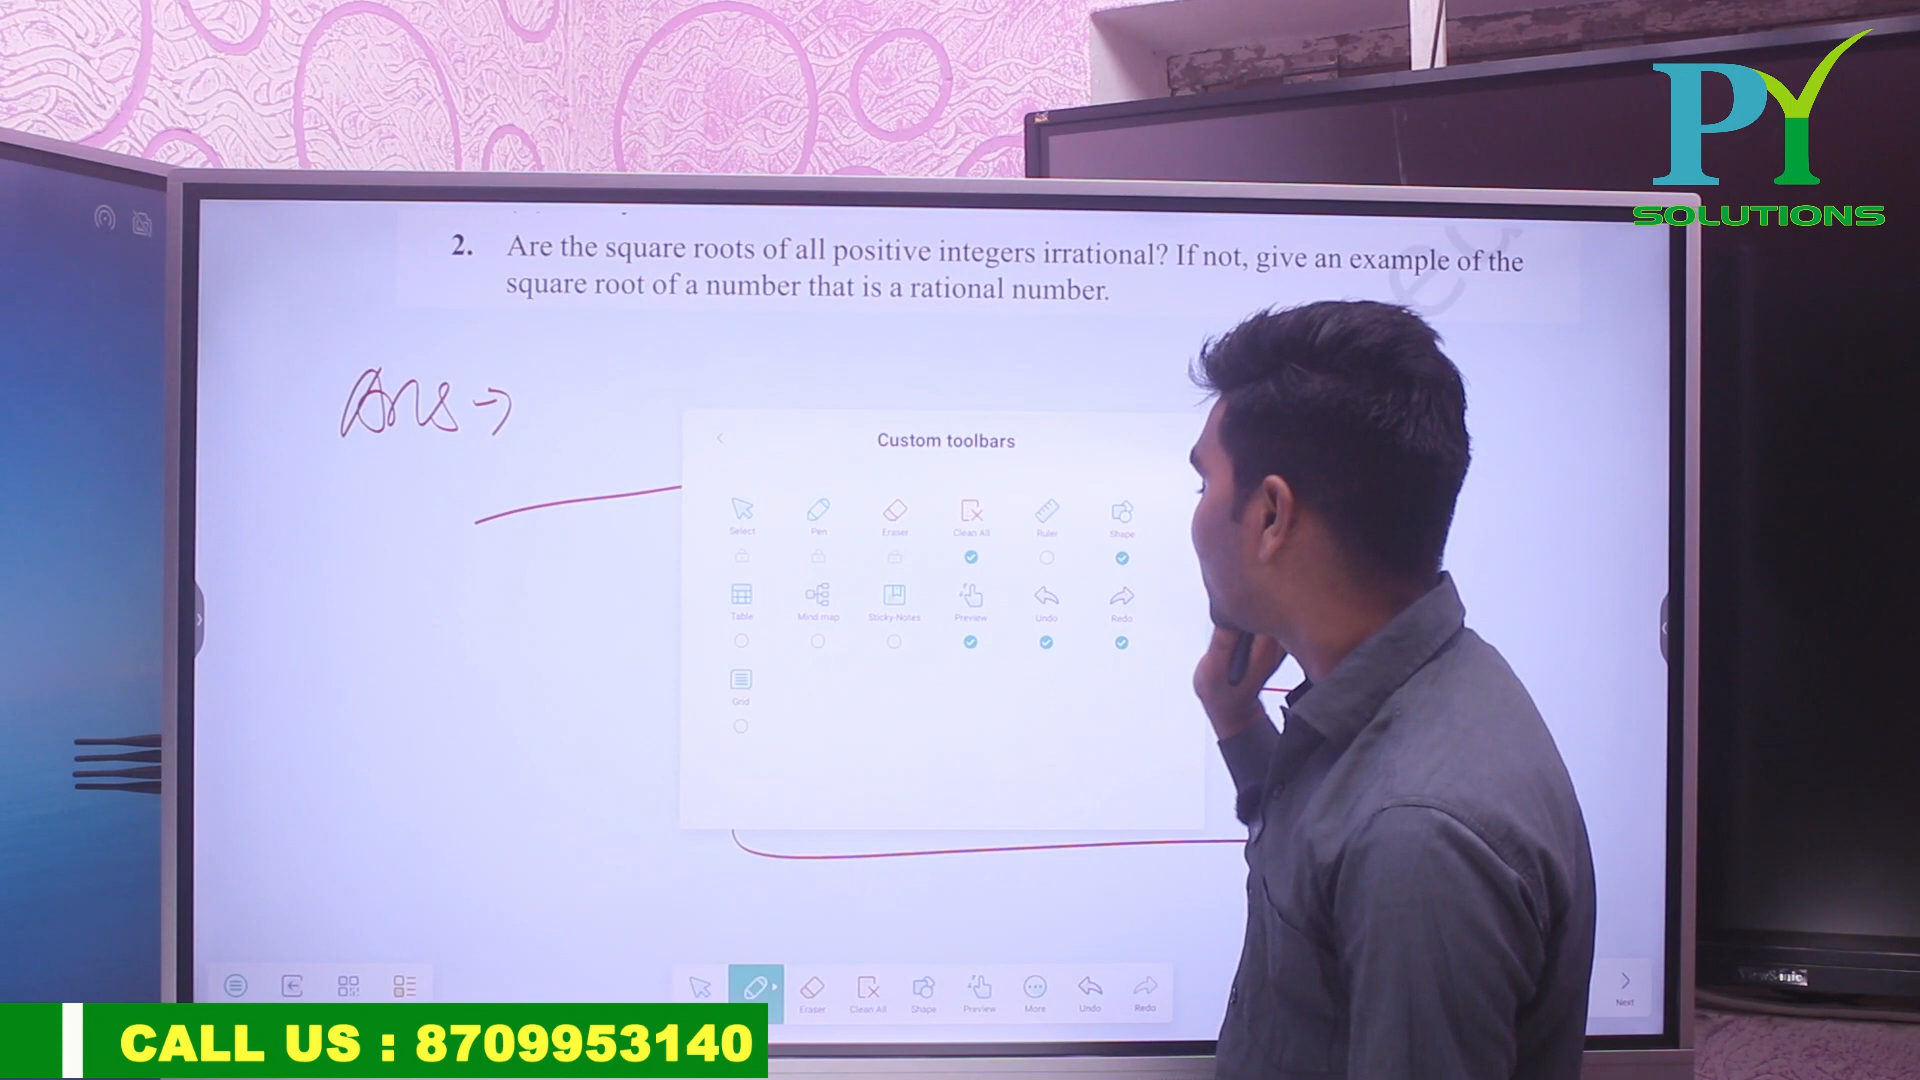 PY
SOLUTIONS
2. Are the square roots of all positive integers irrational? If not, give an example of the
square root of a number that is a rational number.
Ans →
Custom toolbars
Select Pen Eraser Clean All Ruler Shape
Table Mind map Sticky-Notes Preview Undo Redo
Grid
ViewSonic
Eraser Clean All Shape Preview More Undo Redo
Next
CALL US : 8709953140